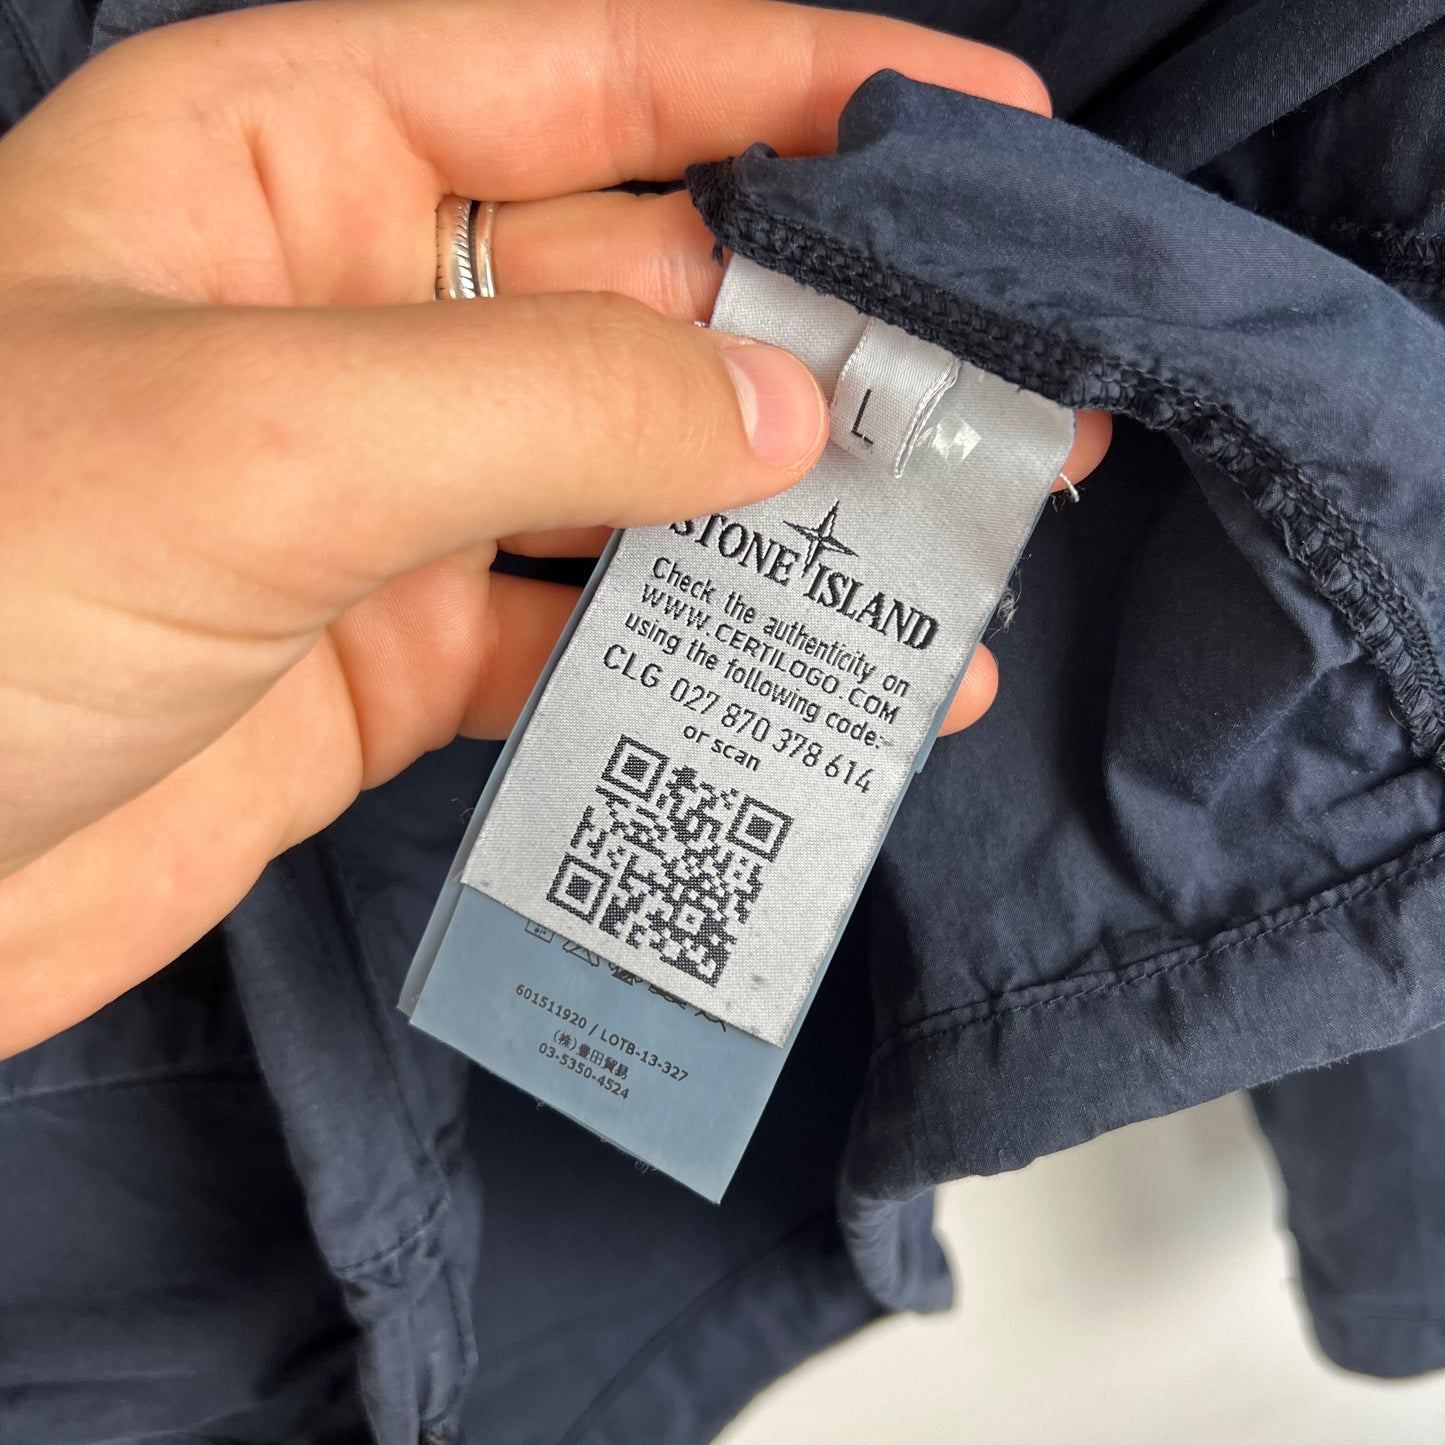 L
STONE ISLAND
Check the authenticity on
WWW.CERTILOGO.COM
using the following code:
CLG 027 870 378 614
or scan
601511920 / LOTB-13-327
(株)豊田貿易
03-5350-4524